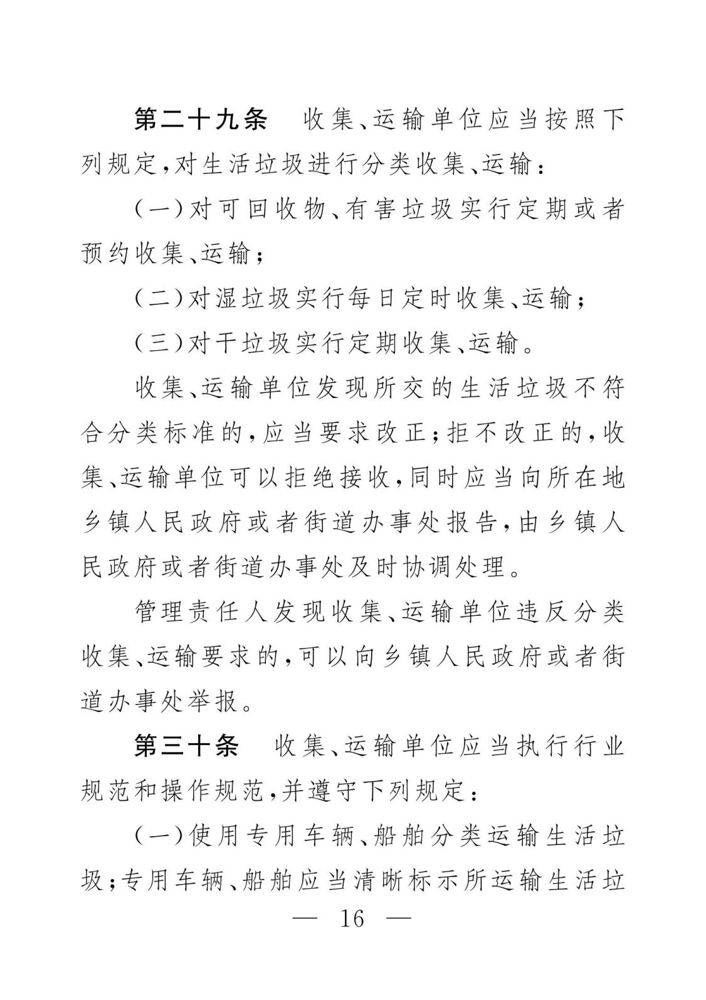 第二十九条　收集、运输单位应当按照下
列规定,对生活垃圾进行分类收集、运输:
(一)对可回收物、有害垃圾实行定期或者
预约收集、运输;
(二)对湿垃圾实行每日定时收集、运输;
(三)对干垃圾实行定期收集、运输。
收集、运输单位发现所交的生活垃圾不符
合分类标准的,应当要求改正;拒不改正的,收
集、运输单位可以拒绝接收,同时应当向所在地
乡镇人民政府或者街道办事处报告,由乡镇人
民政府或者街道办事处及时协调处理。
管理责任人发现收集、运输单位违反分类
收集、运输要求的,可以向乡镇人民政府或者街
道办事处举报。
第三十条　收集、运输单位应当执行行业
规范和操作规范,并遵守下列规定:
(一)使用专用车辆、船舶分类运输生活垃
圾;专用车辆、船舶应当清晰标示所运输生活垃
— 16 —